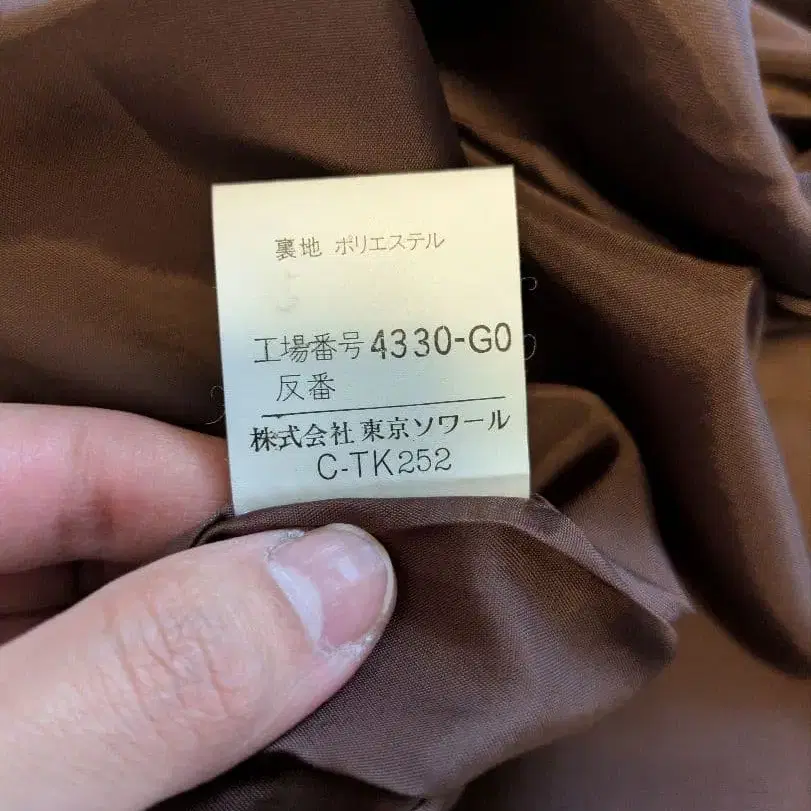 裏地 ポリエステル
工場番号 4330-G0
反番
株式会社 東京ソワール
C-TK252